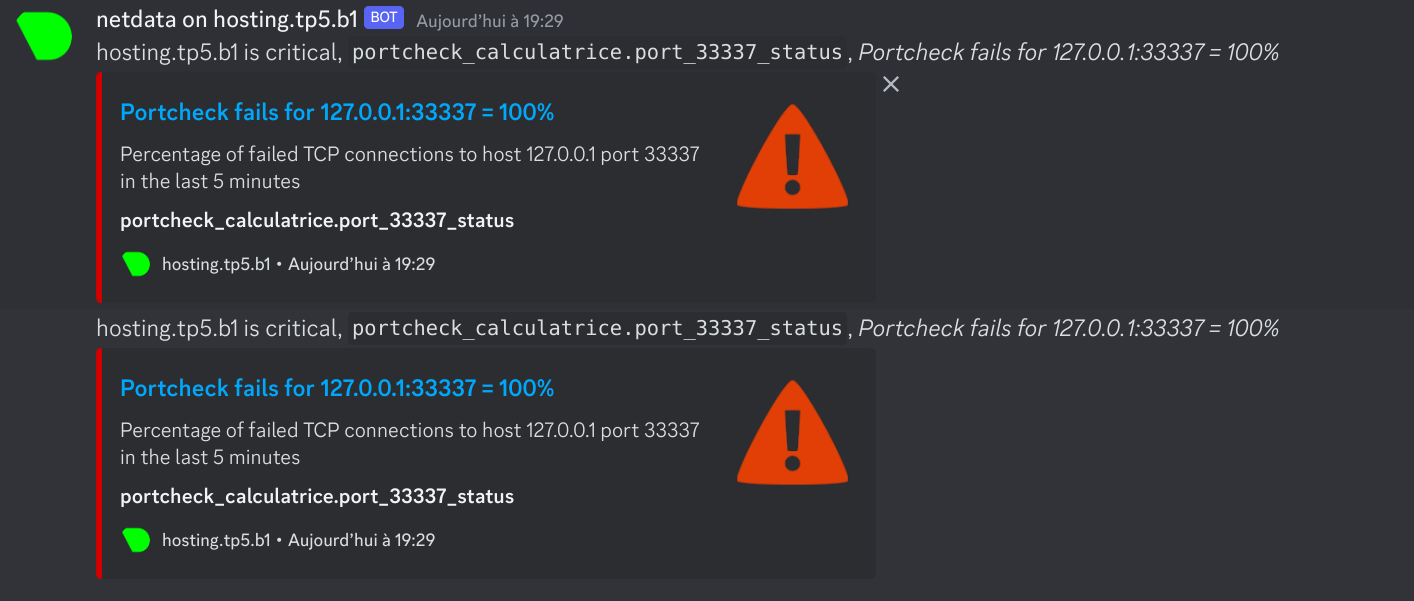 netdata on hosting.tp5.b1 BOT Aujourd'hui à 19:29
hosting.tp5.b1 is critical, portcheck_calculatrice.port_33337_status, Portcheck fails for 127.0.0.1:33337 = 100%
Portcheck fails for 127.0.0.1:33337 = 100%
Percentage of failed TCP connections to host 127.0.0.1 port 33337
in the last 5 minutes
portcheck_calculatrice.port_33337_status
hosting.tp5.b1 • Aujourd'hui à 19:29
hosting.tp5.b1 is critical, portcheck_calculatrice.port_33337_status, Portcheck fails for 127.0.0.1:33337 = 100%
Portcheck fails for 127.0.0.1:33337 = 100%
Percentage of failed TCP connections to host 127.0.0.1 port 33337
in the last 5 minutes
portcheck_calculatrice.port_33337_status
hosting.tp5.b1 • Aujourd'hui à 19:29